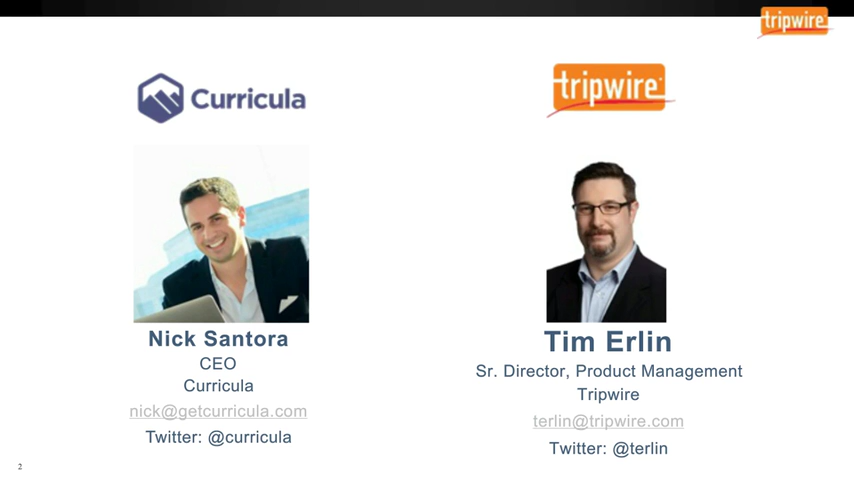 tripwire
Curricula
tripwire
Nick Santora
CEO
Curricula
nick@getcurricula.com
Twitter: @curricula
Tim Erlin
Sr. Director, Product Management
Tripwire
terlin@tripwire.com
Twitter: @terlin
2